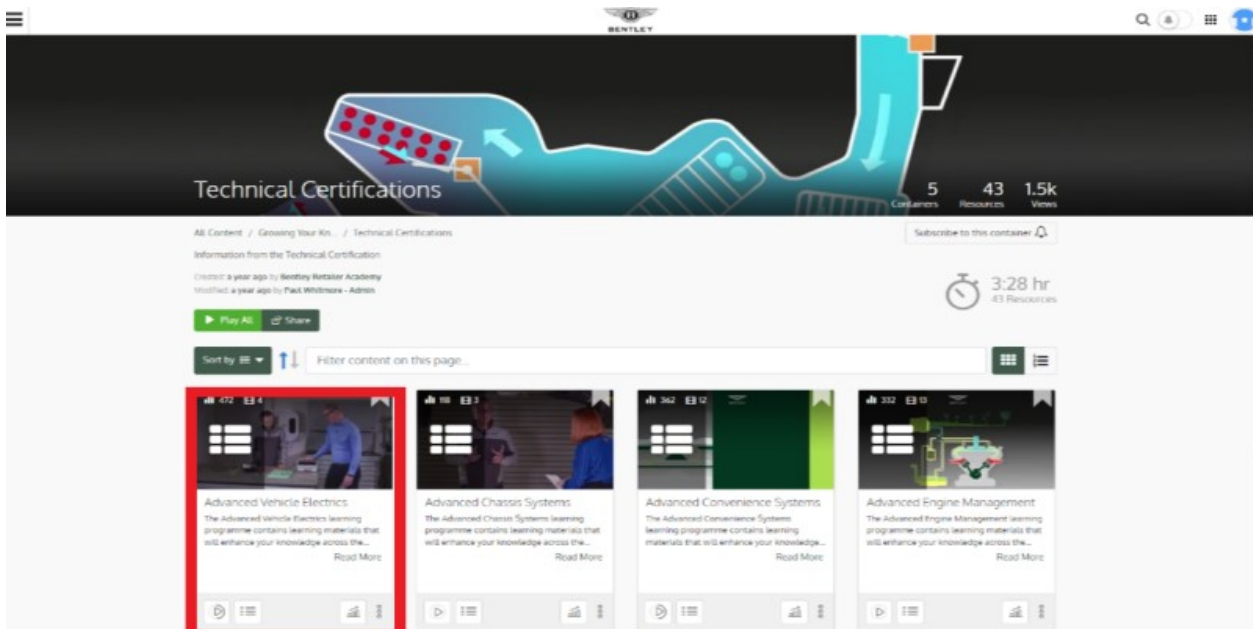 BENTLEY
Technical Certifications
5 43 1.5k
Containers Resources Views
All Content / Growing Your Kn... / Technical Certifications
Subscribe to this container
Information from the Technical Certification
Created: a year ago by Bentley Retailer Academy
Modified: a year ago by Paul Whitmore - Admin
3:28 hr
43 Resources
Play All Share
Sort by Filter content on this page...
472 4 118 3 362 12 332 13
Advanced Vehicle Electrics
The Advanced Vehicle Electrics learning
programme contains learning materials that
will enhance your knowledge across the...
Read More
Advanced Chassis Systems
The Advanced Chassis Systems learning
programme contains learning materials that
will enhance your knowledge across the...
Read More
Advanced Convenience Systems
The Advanced Convenience Systems
learning programme contains learning
materials that will enhance your knowledge...
Read More
Advanced Engine Management
The Advanced Engine Management learning
programme contains learning materials that
will enhance your knowledge across the...
Read More